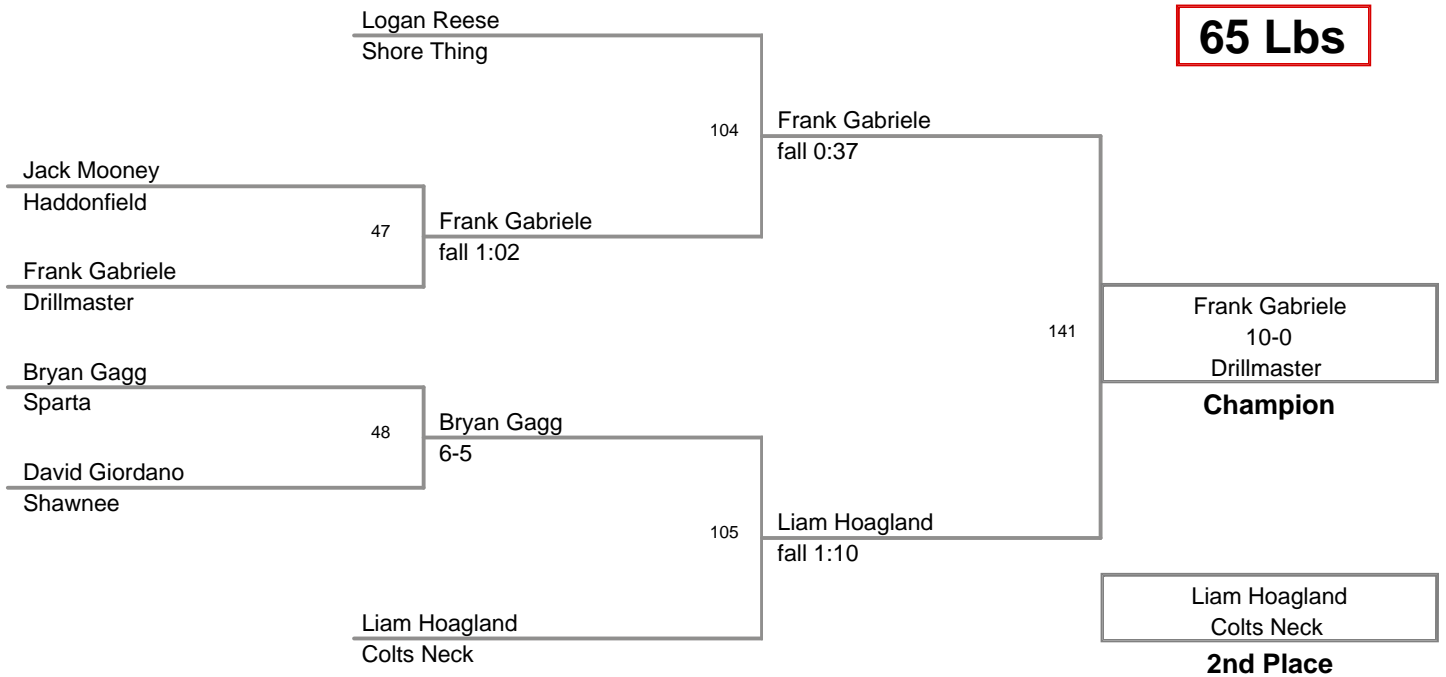 Logan Reese
Shore Thing
65 Lbs
104
Frank Gabriele
fall 0:37
Jack Mooney
Haddonfield
47
Frank Gabriele
fall 1:02
Frank Gabriele
Drillmaster
141
Frank Gabriele
10-0
Drillmaster
Champion
Bryan Gagg
Sparta
48
Bryan Gagg
6-5
David Giordano
Shawnee
105
Liam Hoagland
fall 1:10
Liam Hoagland
Colts Neck
Liam Hoagland
Colts Neck
2nd Place